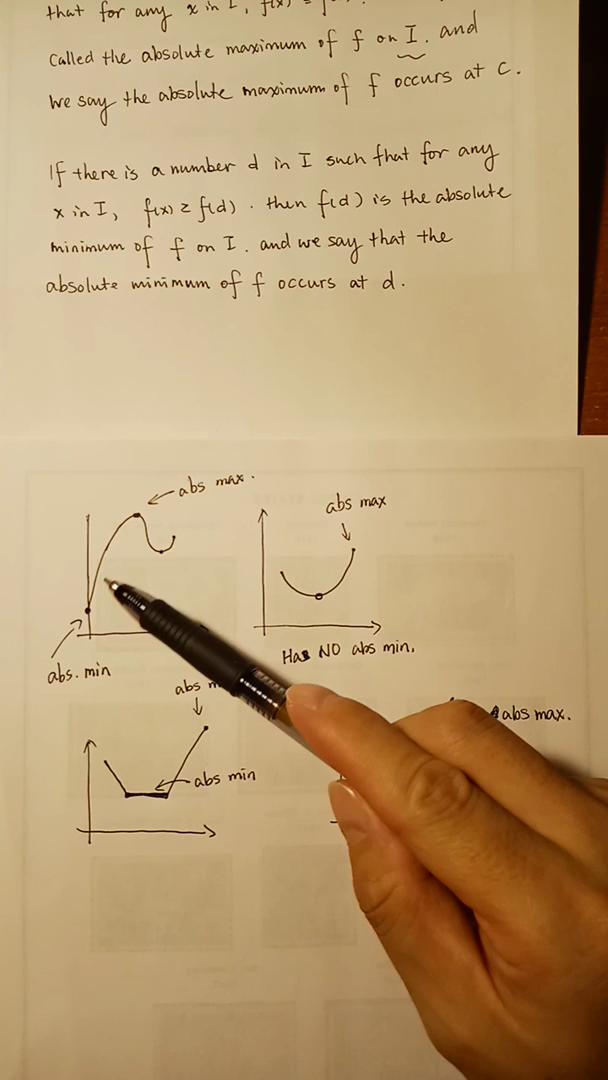 that for any x in I, f(x)
called the absolute maximum of f on I. and
we say the absolute maximum of f occurs at c.
If there is a number d in I such that for any
x in I, f(x) ≥ f(d). then f(d) is the absolute
minimum of f on I. and we say that the
absolute minimum of f occurs at d.
abs max.
abs max
abs. min
Has NO abs min.
abs
abs max.
abs min